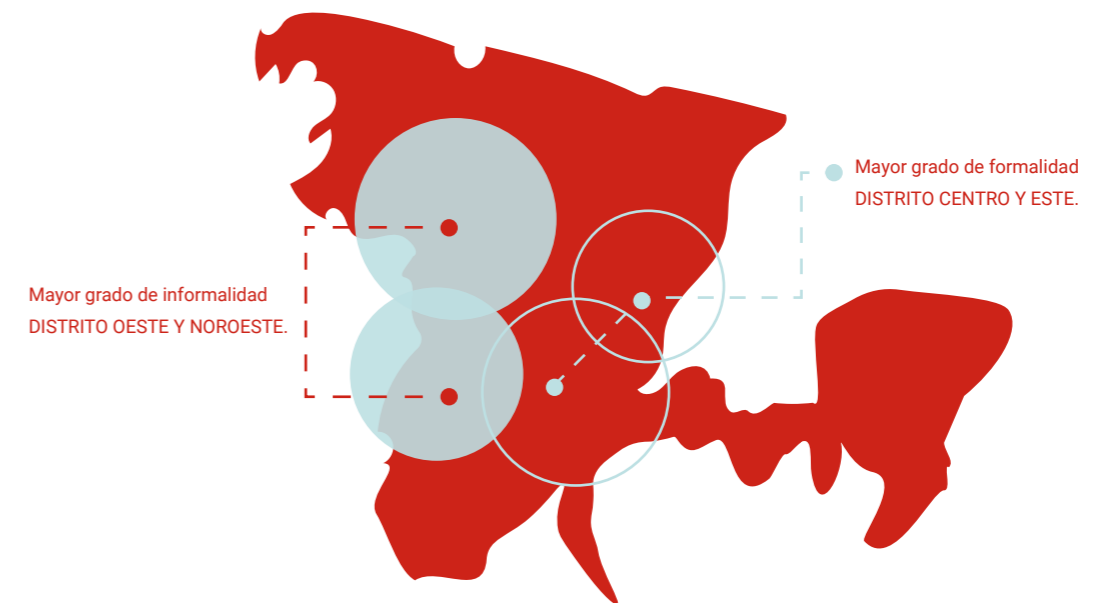 Mayor grado de formalidad
DISTRITO CENTRO Y ESTE.
Mayor grado de informalidad
DISTRITO OESTE Y NOROESTE.